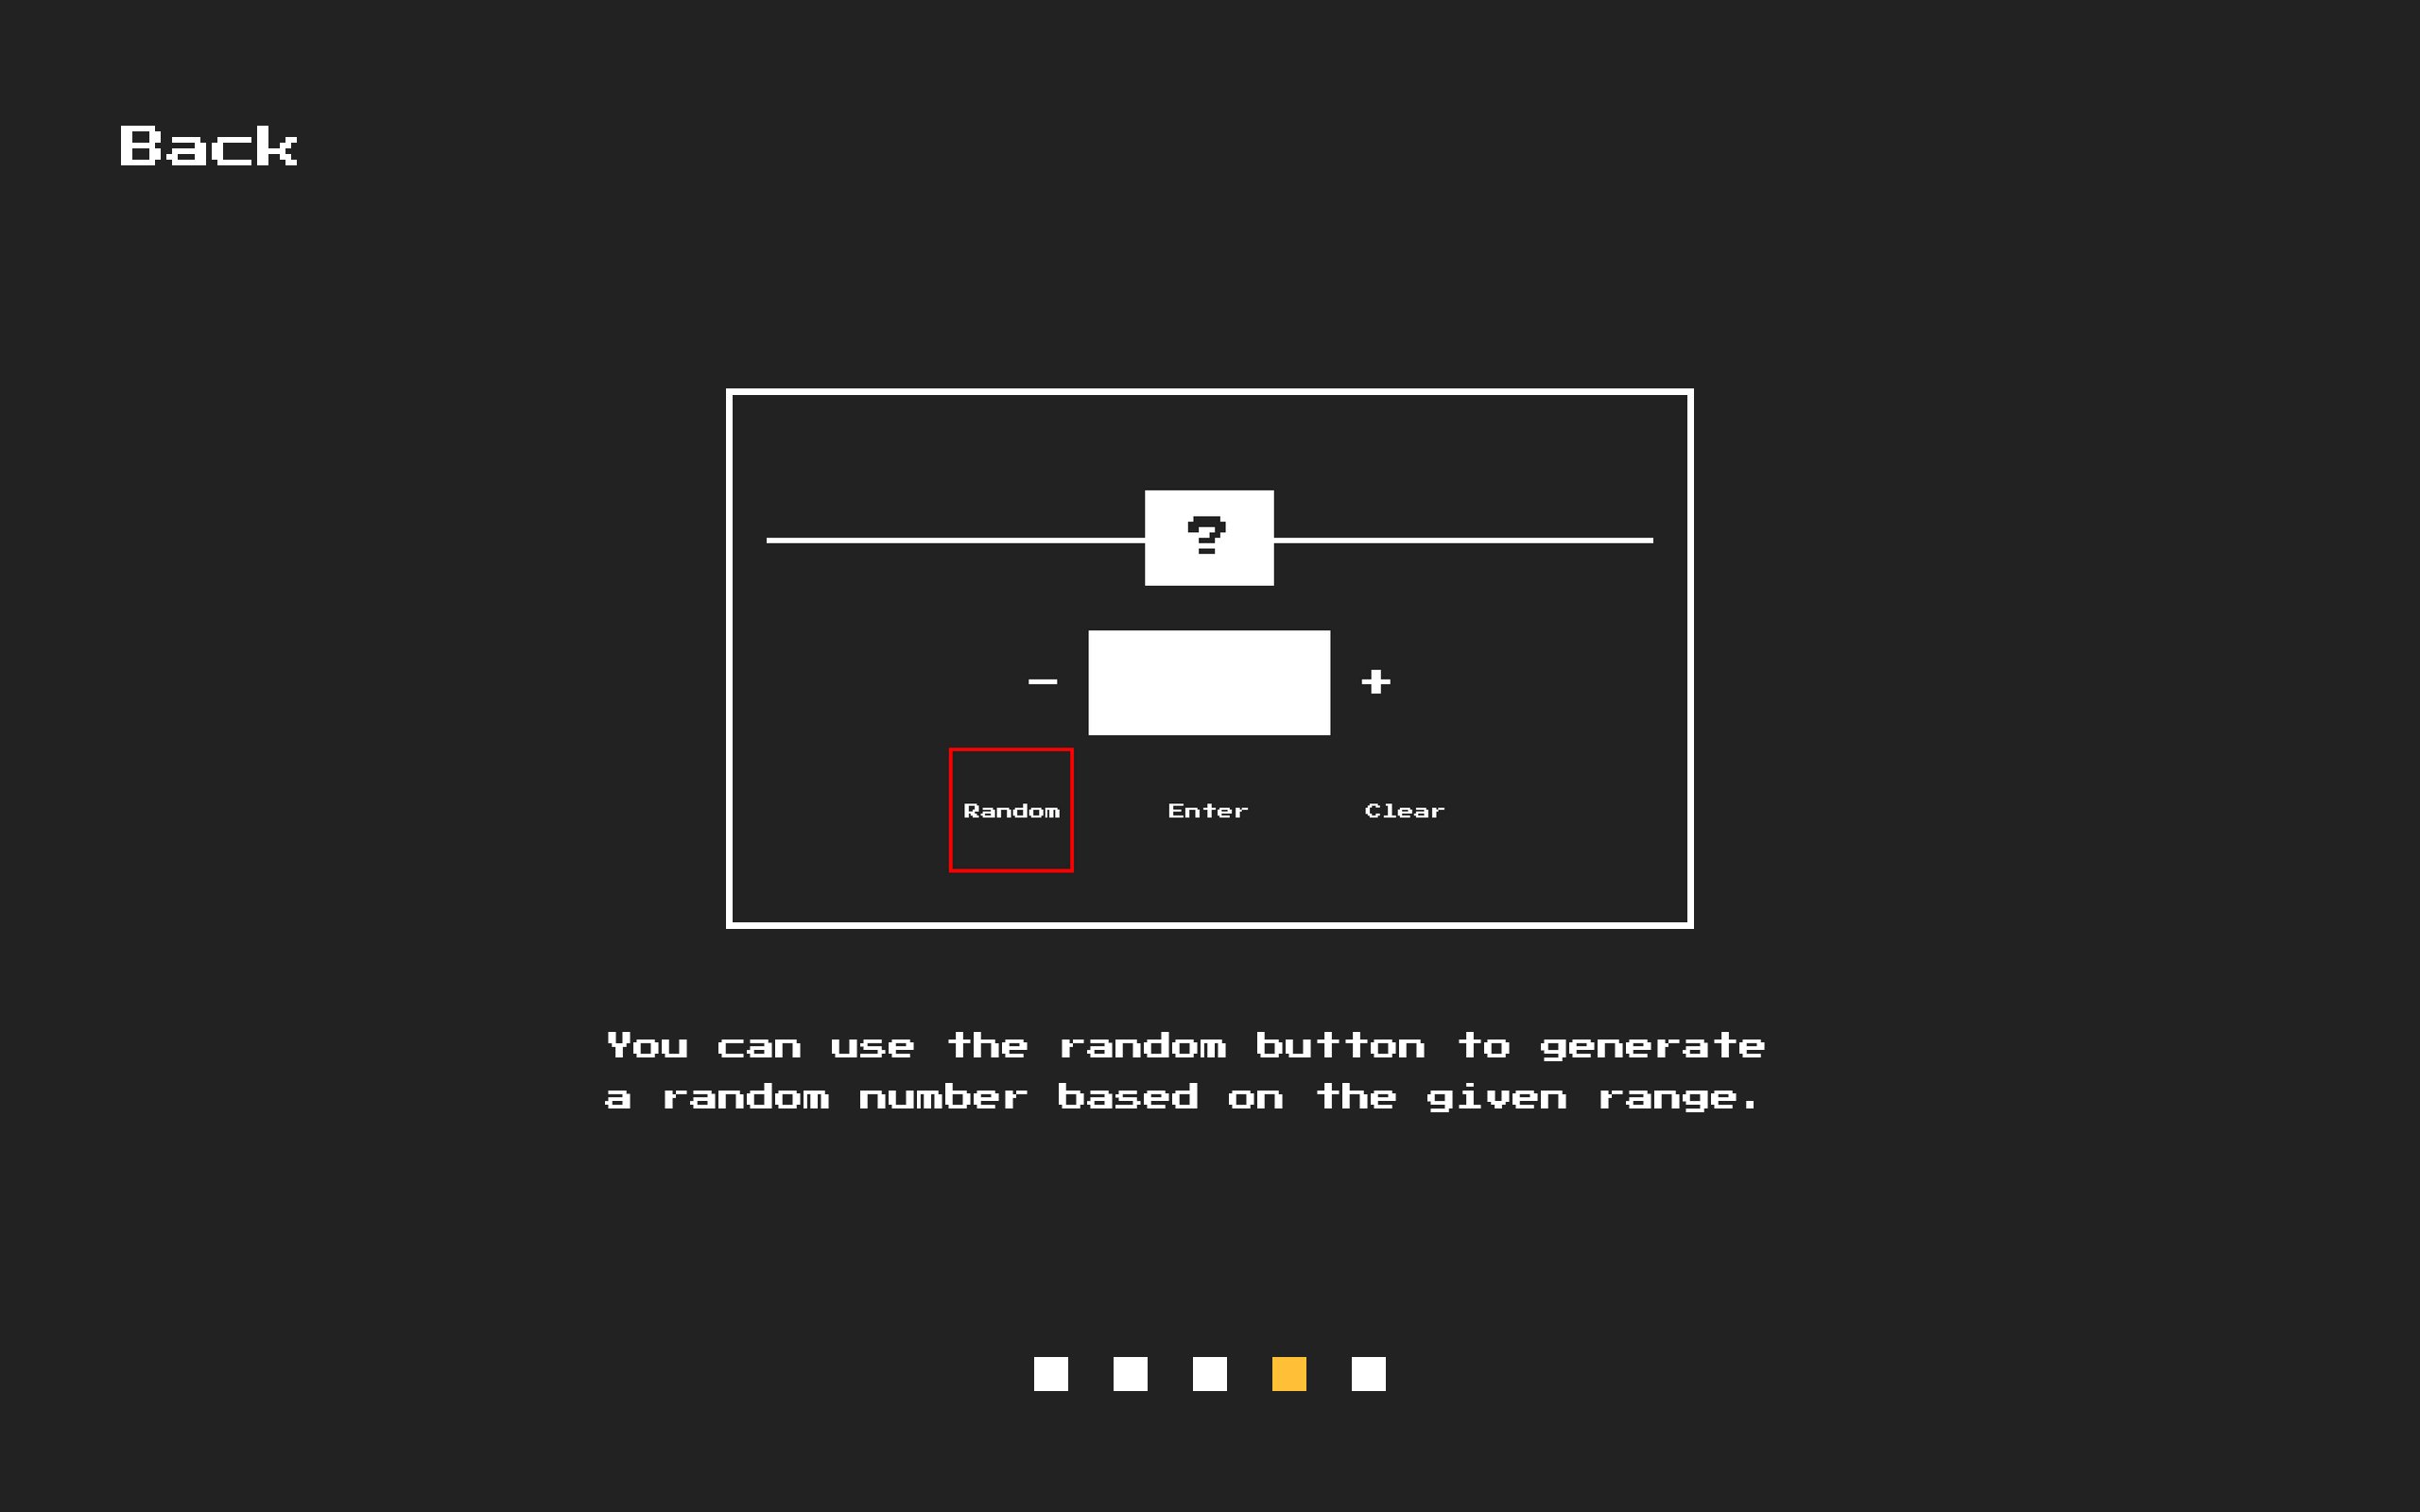 Back
?
- +
Random Enter Clear
You can use the random button to generate
a random number based on the given range.